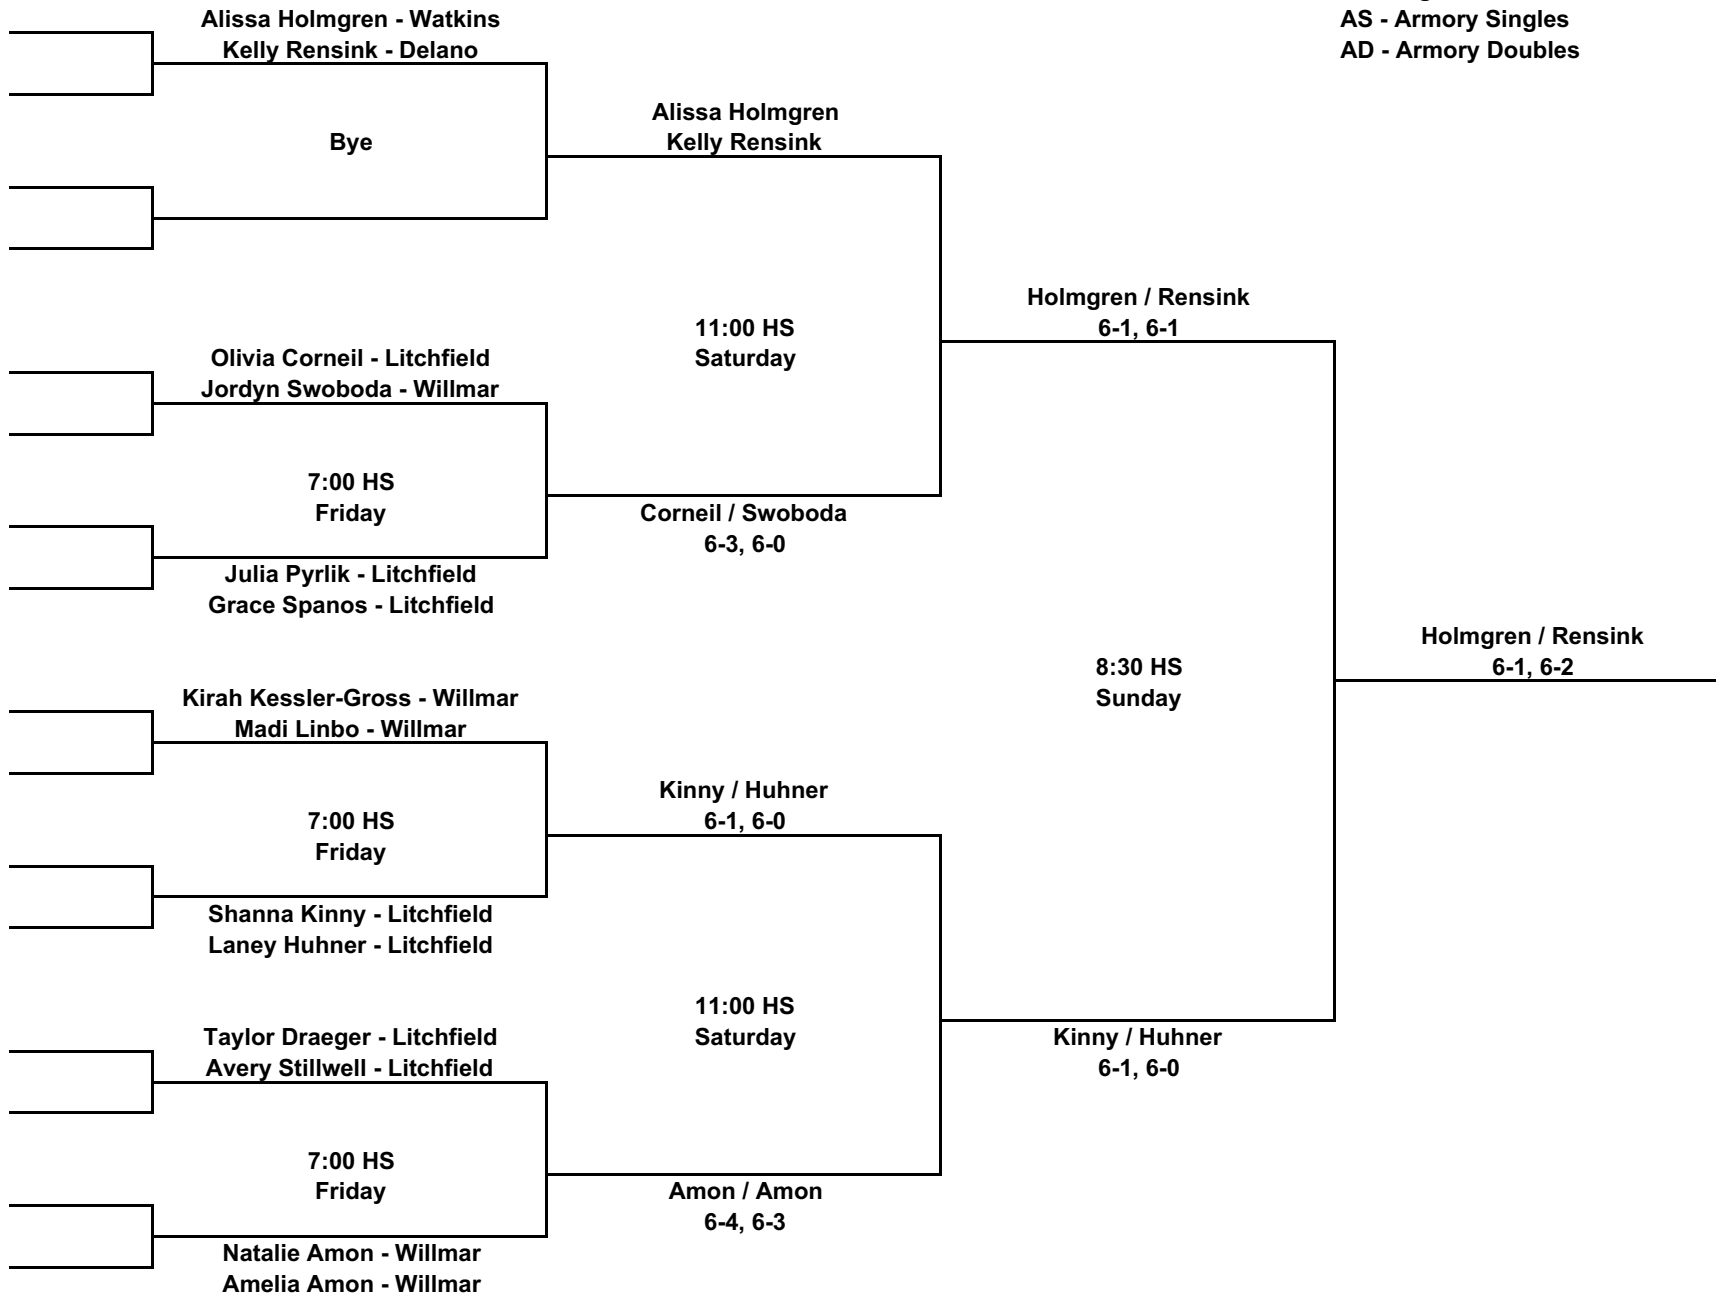 AS - Armory Singles
AD - Armory Doubles
Alissa Holmgren - Watkins
Kelly Rensink - Delano
Bye
Alissa Holmgren
Kelly Rensink
Holmgren / Rensink
6-1, 6-1
11:00 HS
Saturday
Olivia Corneil - Litchfield
Jordyn Swoboda - Willmar
7:00 HS
Friday
Corneil / Swoboda
6-3, 6-0
Julia Pyrlik - Litchfield
Grace Spanos - Litchfield
Holmgren / Rensink
6-1, 6-2
8:30 HS
Sunday
Kirah Kessler-Gross - Willmar
Madi Linbo - Willmar
Kinny / Huhner
6-1, 6-0
7:00 HS
Friday
Shanna Kinny - Litchfield
Laney Huhner - Litchfield
11:00 HS
Saturday
Taylor Draeger - Litchfield
Avery Stillwell - Litchfield
Kinny / Huhner
6-1, 6-0
7:00 HS
Friday
Amon / Amon
6-4, 6-3
Natalie Amon - Willmar
Amelia Amon - Willmar